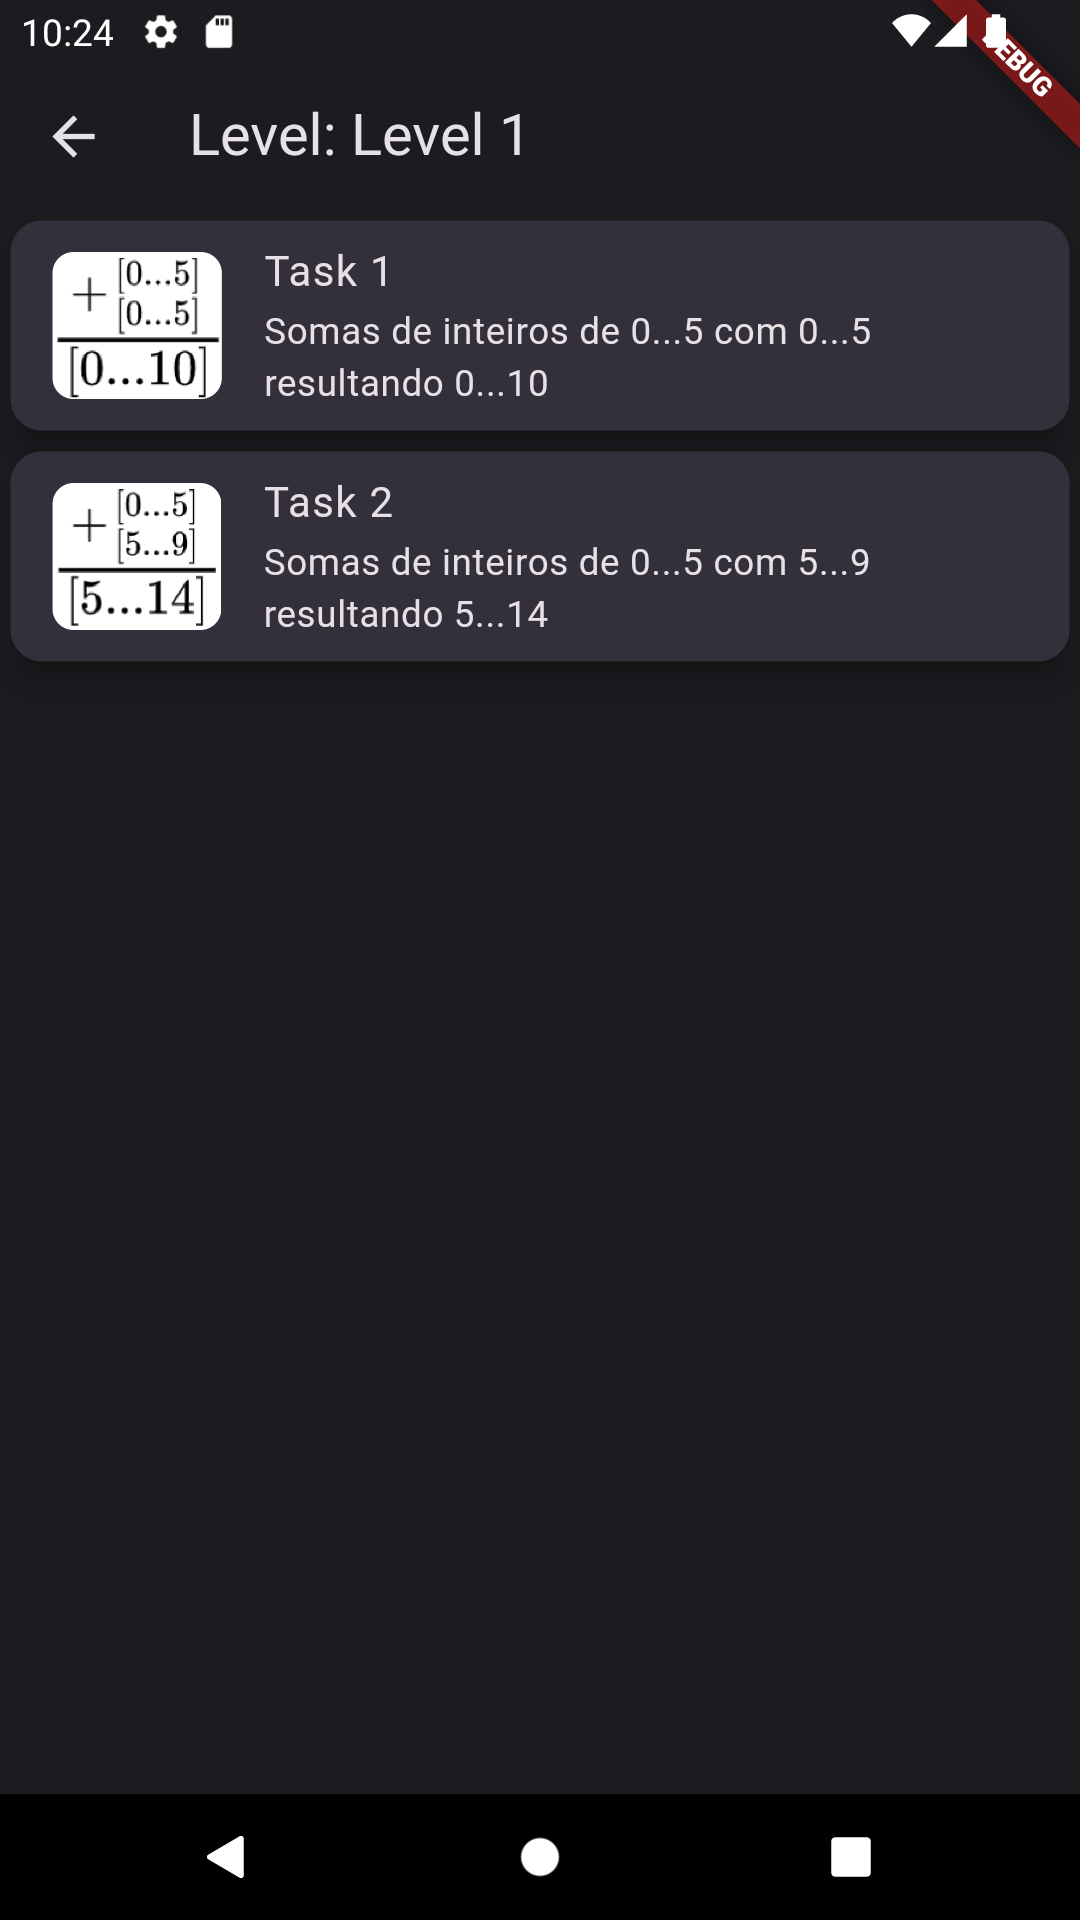 10:24
EBUG
Level: Level 1
+ [0...5]
[0...5]
[0...10]
Task 1
Somas de inteiros de 0...5 com 0...5
resultando 0...10
+ [0...5]
[5...9]
[5...14]
Task 2
Somas de inteiros de 0...5 com 5...9
resultando 5...14